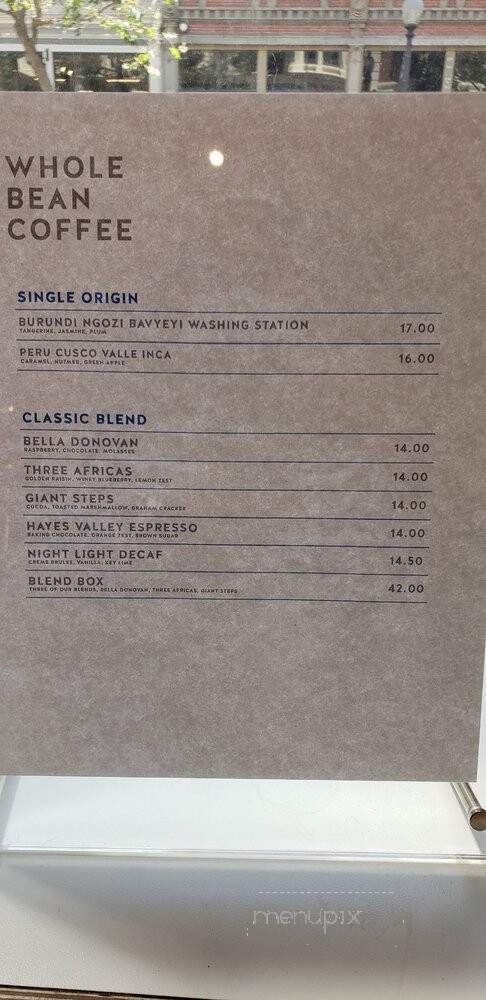 WHOLE
BEAN
COFFEE
SINGLE ORIGIN
BURUNDI NGOZI BAVYEYI WASHING STATION 17.00
TANGERINE, JASMINE, PLUM
PERU CUSCO VALLE INCA 16.00
CARAMEL, NUTMEG, GREEN APPLE
CLASSIC BLEND
BELLA DONOVAN 14.00
RASPBERRY, CHOCOLATE, MOLASSES
THREE AFRICAS 14.00
GOLDEN RAISIN, WINEY BLUEBERRY, LEMON ZEST
GIANT STEPS 14.00
COCOA, TOASTED MARSHMALLOW, GRAHAM CRACKER
HAYES VALLEY ESPRESSO 14.00
BAKING CHOCOLATE, ORANGE ZEST, BROWN SUGAR
NIGHT LIGHT DECAF 14.50
CRÈME BRULEE, VANILLA, KEY LIME
BLEND BOX 42.00
THREE OF OUR BLENDS, BELLA DONOVAN, THREE AFRICAS, GIANT STEPS
menupix